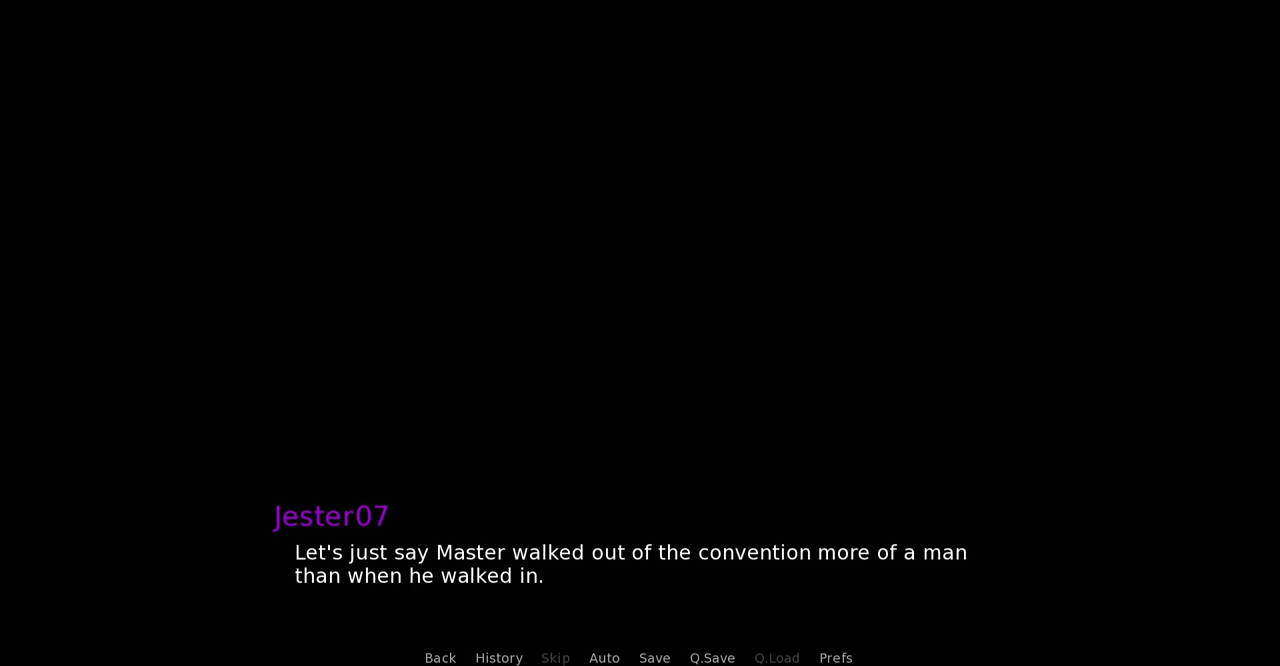 Jester07
Let's just say Master walked out of the convention more of a man
than when he walked in.
Back History Skip Auto Save Q.Save Q.Load Prefs